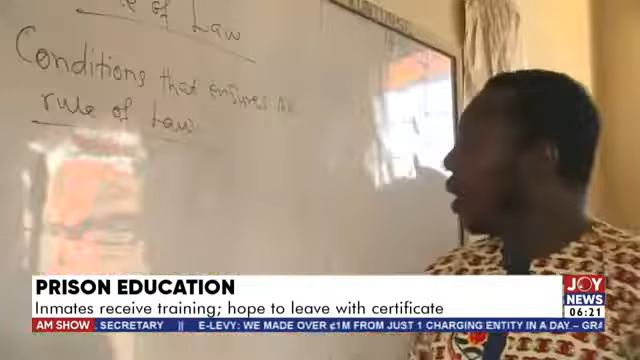 e of Law
Conditions that ensures the
rule of Law
PRISON EDUCATION
Inmates receive training; hope to leave with certificate
JOY
NEWS
06:21
AM SHOW
. SECRETARY || E-LEVY: WE MADE OVER ¢1M FROM JUST 1 CHARGING ENTITY IN A DAY – GRA